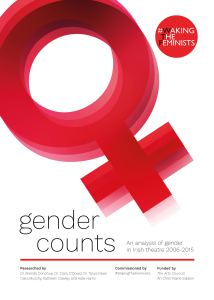 #WAKING
THE
FEMINISTS
gender
counts
An analysis of gender
in Irish theatre 2006-2015
Researched by
Dr. Brenda Donohue, Dr. Ciara O'Dowd, Dr. Tanya Dean,
Ciara Murphy, Kathleen Cawley, and Kate Harris
Commissioned by
#WakingTheFeminists
Funded by
The Arts Council
An Chomhairle Ealaíon